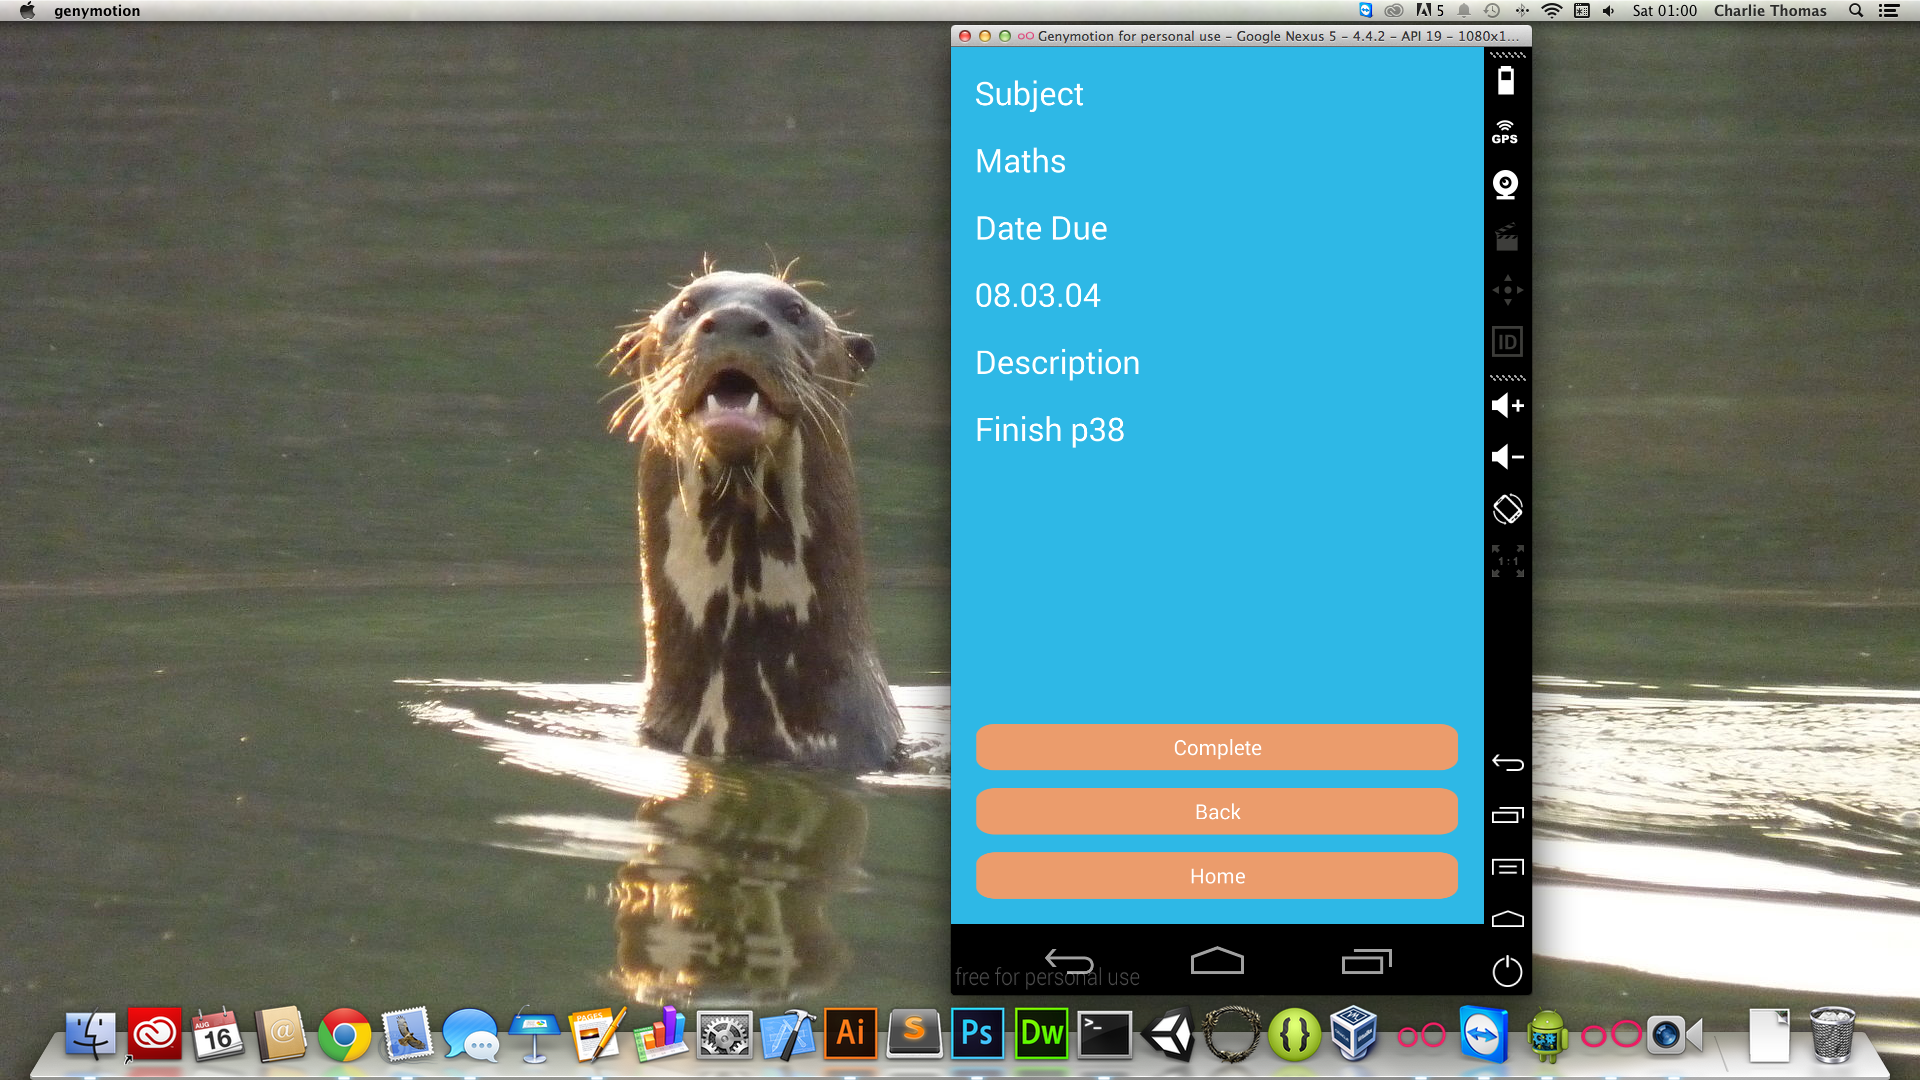 genymotion
5
Sat 01:00
Charlie Thomas
Genymotion for personal use - Google Nexus 5 - 4.4.2 - API 19 - 1080x1...
Subject
Maths
Date Due
08.03.04
Description
Finish p38
Complete
Back
Home
free for personal use
GPS
ID
1:1
AUG
16
@
PAGES
Ai
S
Ps
Dw
>_